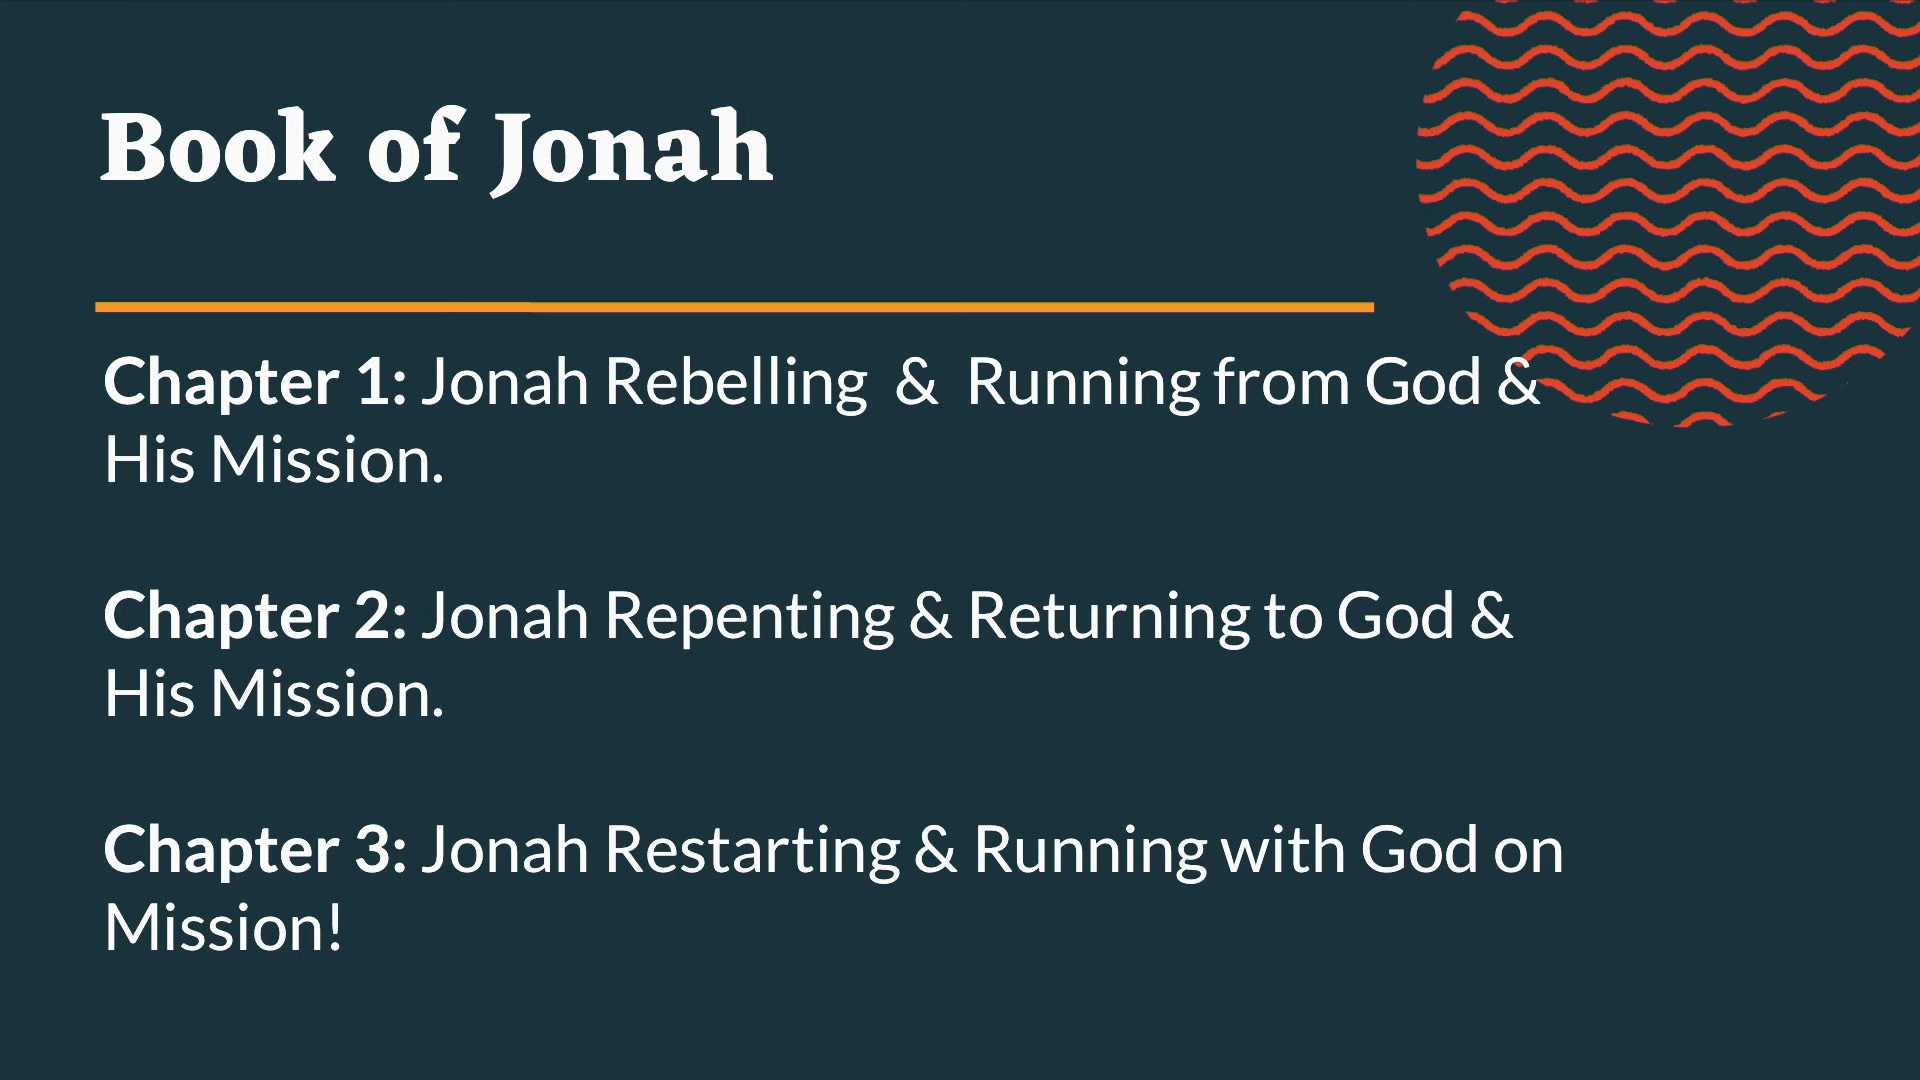 Book of Jonah
Chapter 1: Jonah Rebelling & Running from God &
His Mission.
Chapter 2: Jonah Repenting & Returning to God &
His Mission.
Chapter 3: Jonah Restarting & Running with God on
Mission!